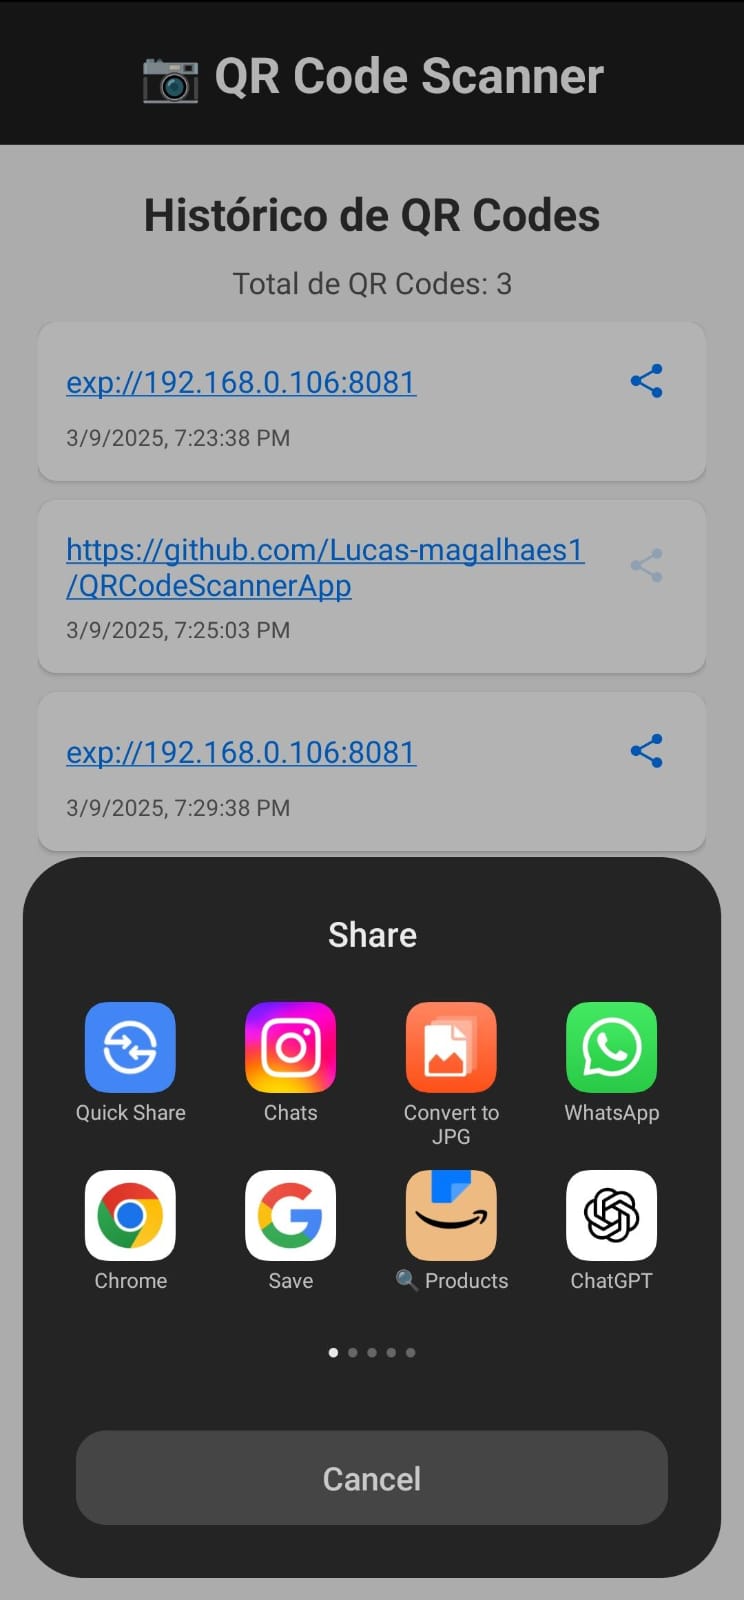 📷 QR Code Scanner
Histórico de QR Codes
Total de QR Codes: 3
exp://192.168.0.106:8081
3/9/2025, 7:23:38 PM
https://github.com/Lucas-magalhaes1
/QRCodeScannerApp
3/9/2025, 7:25:03 PM
exp://192.168.0.106:8081
3/9/2025, 7:29:38 PM
Share
Quick Share
Chats
Convert to
JPG
WhatsApp
Chrome
Save
🔍 Products
ChatGPT
Cancel